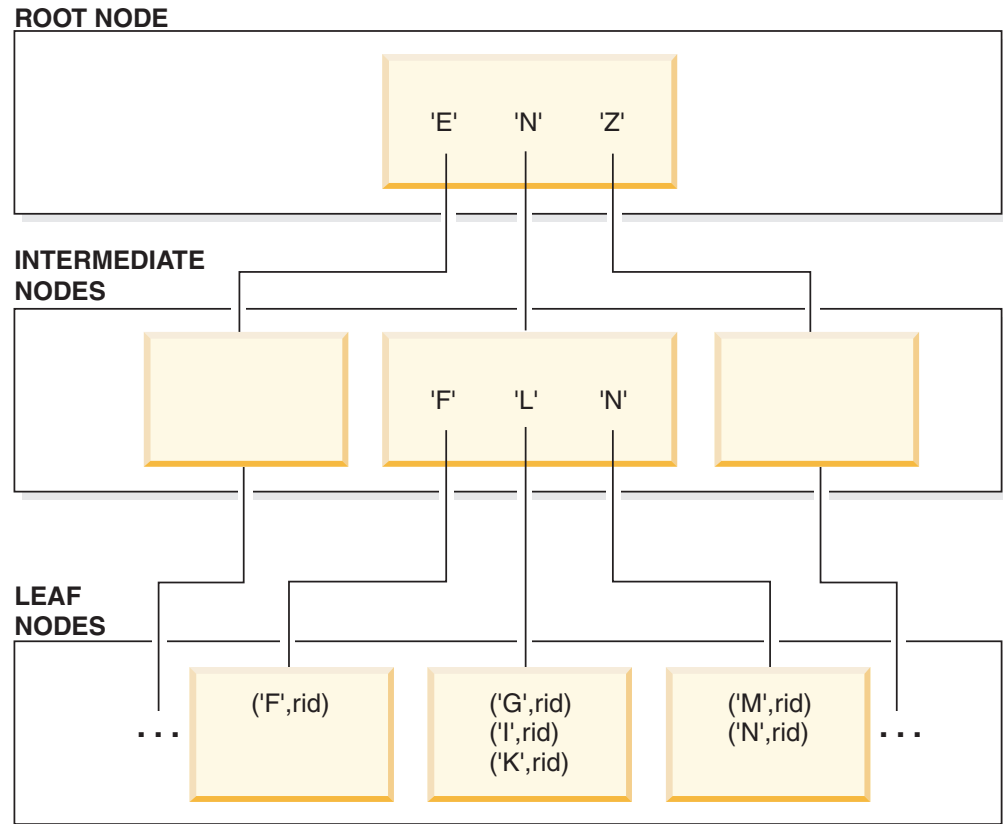 ROOT NODE
'E' 'N' 'Z'
INTERMEDIATE
NODES
'F' 'L' 'N'
LEAF
NODES
('F',rid)
('G',rid)
('I',rid)
('K',rid)
('M',rid)
('N',rid)
. . .
. . .